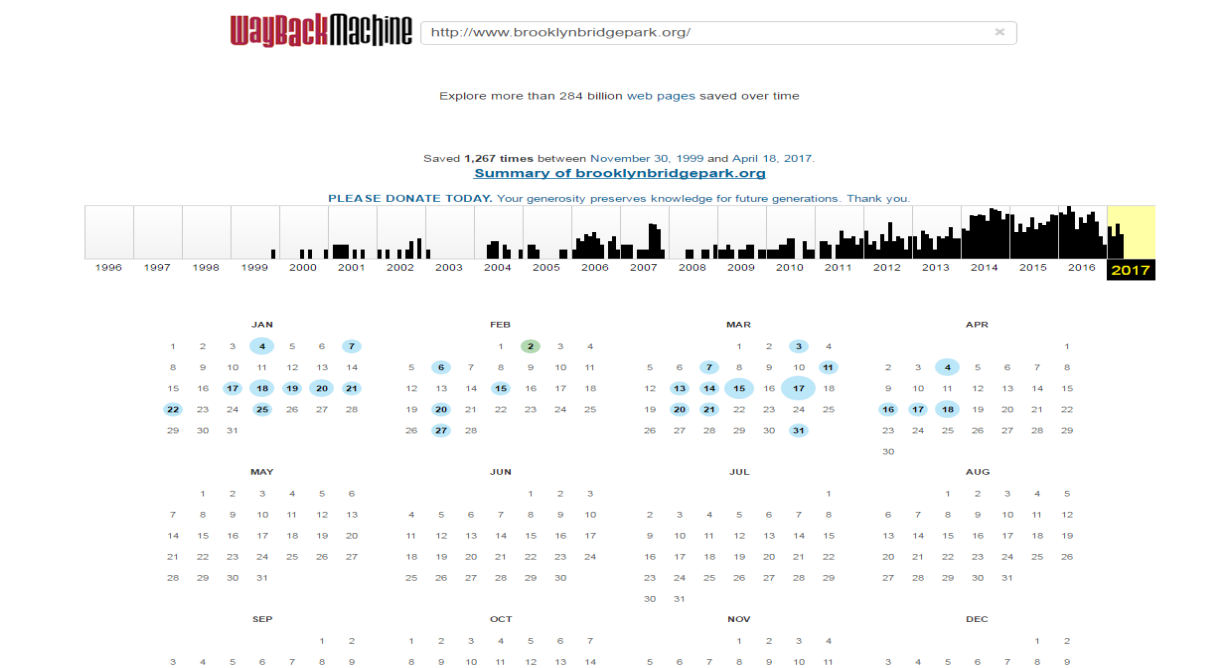 WayBackMachine
http://www.brooklynbridgepark.org/ ×
Explore more than 284 billion web pages saved over time
Saved 1,267 times between November 30, 1999 and April 18, 2017.
Summary of brooklynbridgepark.org
PLEASE DONATE TODAY. Your generosity preserves knowledge for future generations. Thank you.
1996 1997 1998 1999 2000 2001 2002 2003 2004 2005 2006 2007 2008 2009 2010 2011 2012 2013 2014 2015 2016 2017
JAN FEB MAR APR
1 2 3 4 5 6 7 1 2 3 4 1 2 3 4 1
8 9 10 11 12 13 14 5 6 7 8 9 10 11 5 6 7 8 9 10 11 2 3 4 5 6 7 8
15 16 17 18 19 20 21 12 13 14 15 16 17 18 12 13 14 15 16 17 18 9 10 11 12 13 14 15
22 23 24 25 26 27 28 19 20 21 22 23 24 25 19 20 21 22 23 24 25 16 17 18 19 20 21 22
29 30 31 26 27 28 26 27 28 29 30 31 23 24 25 26 27 28 29
30
MAY JUN JUL AUG
1 2 3 4 5 6 1 2 3 1 1 2 3 4 5
7 8 9 10 11 12 13 4 5 6 7 8 9 10 2 3 4 5 6 7 8 6 7 8 9 10 11 12
14 15 16 17 18 19 20 11 12 13 14 15 16 17 9 10 11 12 13 14 15 13 14 15 16 17 18 19
21 22 23 24 25 26 27 18 19 20 21 22 23 24 16 17 18 19 20 21 22 20 21 22 23 24 25 26
28 29 30 31 25 26 27 28 29 30 23 24 25 26 27 28 29 27 28 29 30 31
30 31
SEP OCT NOV DEC
1 2 1 2 3 4 5 6 7 1 2 3 4 1 2
3 4 5 6 7 8 9 8 9 10 11 12 13 14 5 6 7 8 9 10 11 3 4 5 6 7 8 9